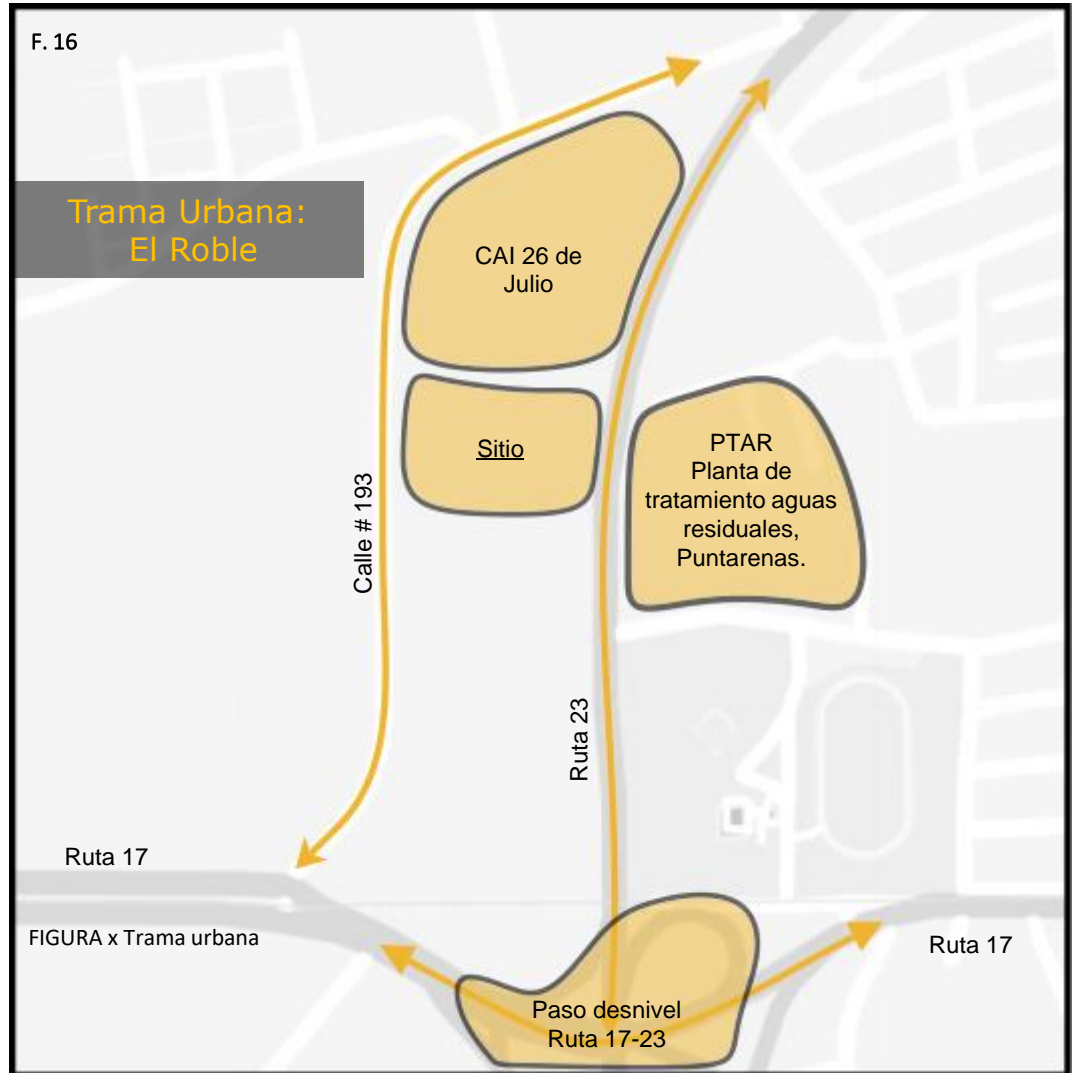 F. 16
Trama Urbana:
El Roble
CAI 26 de
Julio
Sitio
PTAR
Planta de
tratamiento aguas
residuales,
Puntarenas.
Calle # 193
Ruta 23
Ruta 17
FIGURA x Trama urbana
Ruta 17
Paso desnivel
Ruta 17-23